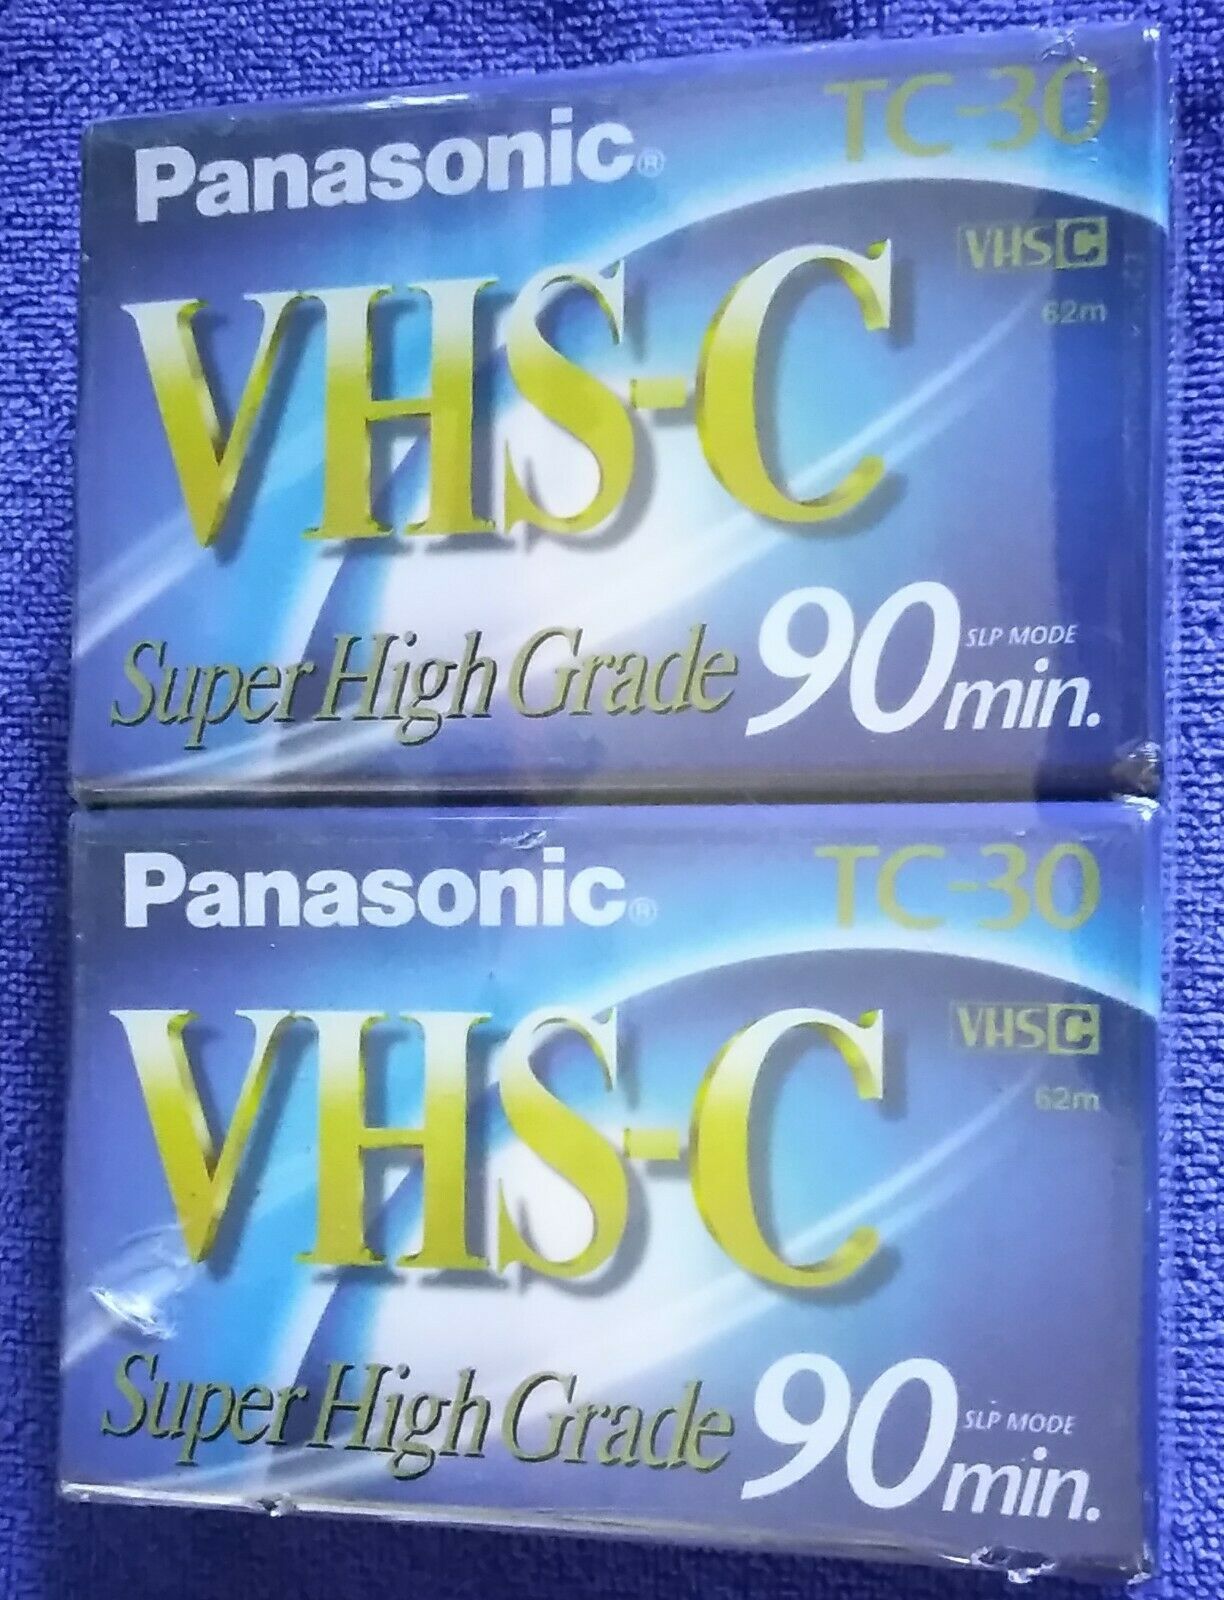 Panasonic® TC-30
VHS C
62m
VHS-C
Super High Grade 90 min.
SLP MODE
Panasonic® TC-30
VHS C
62m
VHS-C
Super High Grade 90 min.
SLP MODE